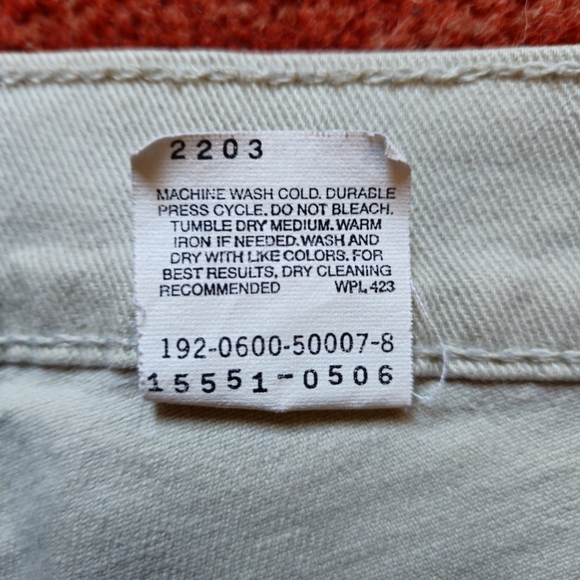 2203
MACHINE WASH COLD. DURABLE
PRESS CYCLE. DO NOT BLEACH.
TUMBLE DRY MEDIUM. WARM
IRON IF NEEDED. WASH AND
DRY WITH LIKE COLORS. FOR
BEST RESULTS, DRY CLEANING
RECOMMENDED WPL 423
192-0600-50007-8
15551-0506